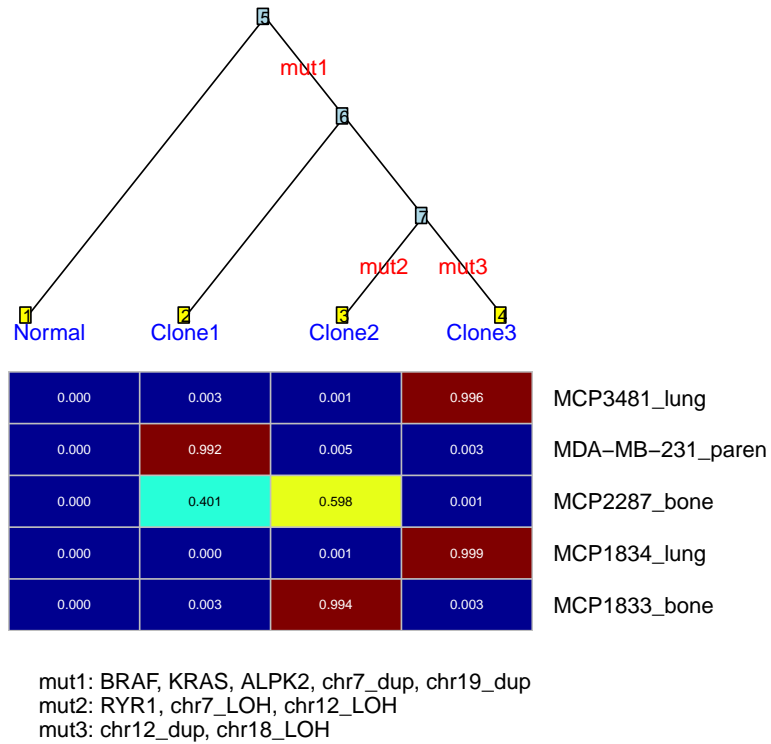 5
mut1
6
7
mut2 mut3
1 2 3 4
Normal Clone1 Clone2 Clone3
0.000 0.003 0.001 0.996 MCP3481_lung
0.000 0.992 0.005 0.003 MDA−MB−231_paren
0.000 0.401 0.598 0.001 MCP2287_bone
0.000 0.000 0.001 0.999 MCP1834_lung
0.000 0.003 0.994 0.003 MCP1833_bone
mut1: BRAF, KRAS, ALPK2, chr7_dup, chr19_dup
mut2: RYR1, chr7_LOH, chr12_LOH
mut3: chr12_dup, chr18_LOH